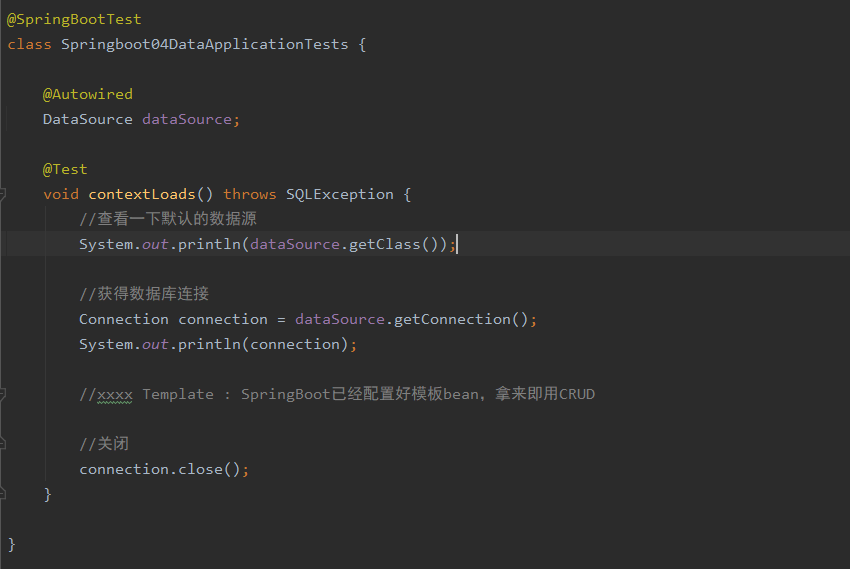 @SpringBootTest
class Springboot04DataApplicationTests {
@Autowired
DataSource dataSource;
@Test
void contextLoads() throws SQLException {
//查看一下默认的数据源
System.out.println(dataSource.getClass());
//获得数据库连接
Connection connection = dataSource.getConnection();
System.out.println(connection);
//xxxx Template : SpringBoot已经配置好模板bean，拿来即用CRUD
//关闭
connection.close();
}
}